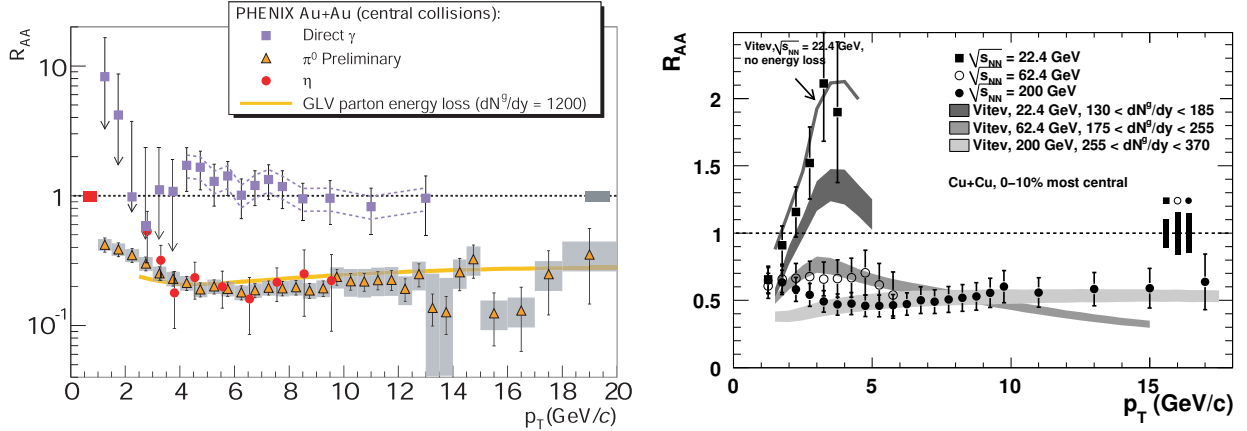 PHENIX Au+Au (central collisions):
Direct γ
π⁰ Preliminary
η
GLV parton energy loss (dNᵍ/dy = 1200)
R_AA
10
1
10⁻¹
0 2 4 6 8 10 12 14 16 18 20
p_T (GeV/c)
R_AA
Vitev, √s_NN = 22.4 GeV,
no energy loss
√s_NN = 22.4 GeV
√s_NN = 62.4 GeV
√s_NN = 200 GeV
Vitev, 22.4 GeV, 130 < dNᵍ/dy < 185
Vitev, 62.4 GeV, 175 < dNᵍ/dy < 255
Vitev, 200 GeV, 255 < dNᵍ/dy < 370
Cu+Cu, 0–10% most central
2
1.5
1
0.5
0
0 5 10 15
p_T (GeV/c)